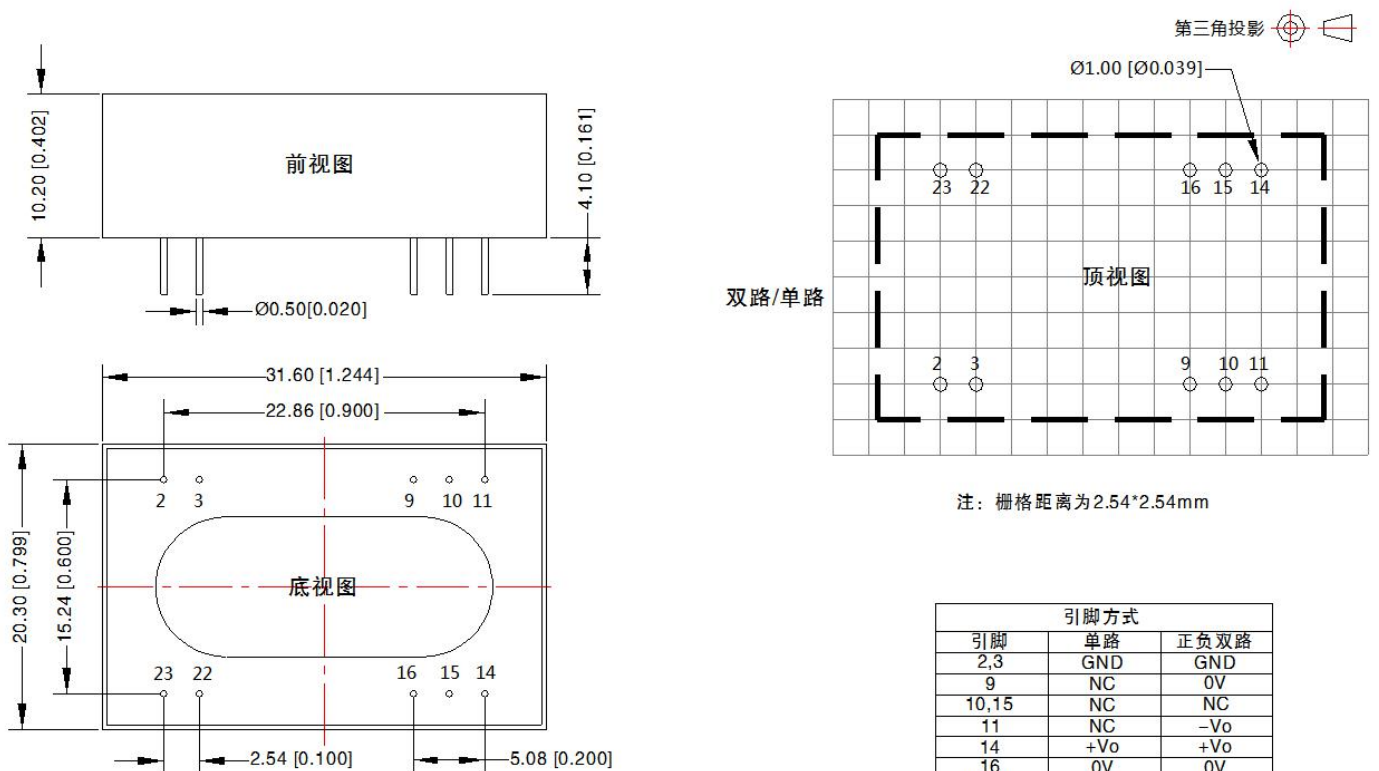 第三角投影
Ø1.00 [Ø0.039]
10.20 [0.402]
前视图
4.10 [0.161]
Ø0.50[0.020]
23 22 16 15 14
顶视图
双路/单路
2 3 9 10 11
注：栅格距离为2.54*2.54mm
31.60 [1.244]
22.86 [0.900]
20.30 [0.799]
15.24 [0.600]
2 3 9 10 11
底视图
23 22 16 15 14
2.54 [0.100]
5.08 [0.200]
引脚方式
引脚 单路 正负双路
2,3 GND GND
9 NC 0V
10,15 NC NC
11 NC −Vo
14 +Vo +Vo
16 0V 0V